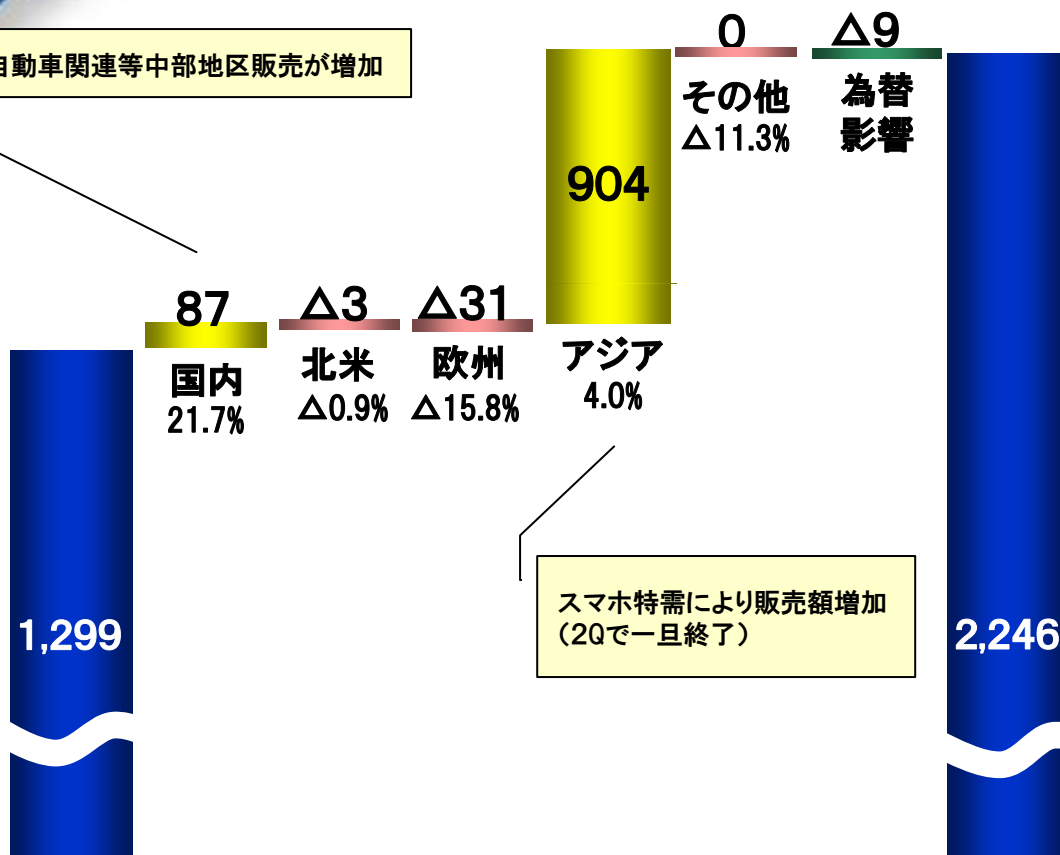 自動車関連等中部地区販売が増加
0
△9
その他
△11.3%
為替
影響
904
87
△3
△31
国内
21.7%
北米
△0.9%
欧州
△15.8%
アジア
4.0%
スマホ特需により販売額増加
(2Qで一旦終了)
1,299
2,246